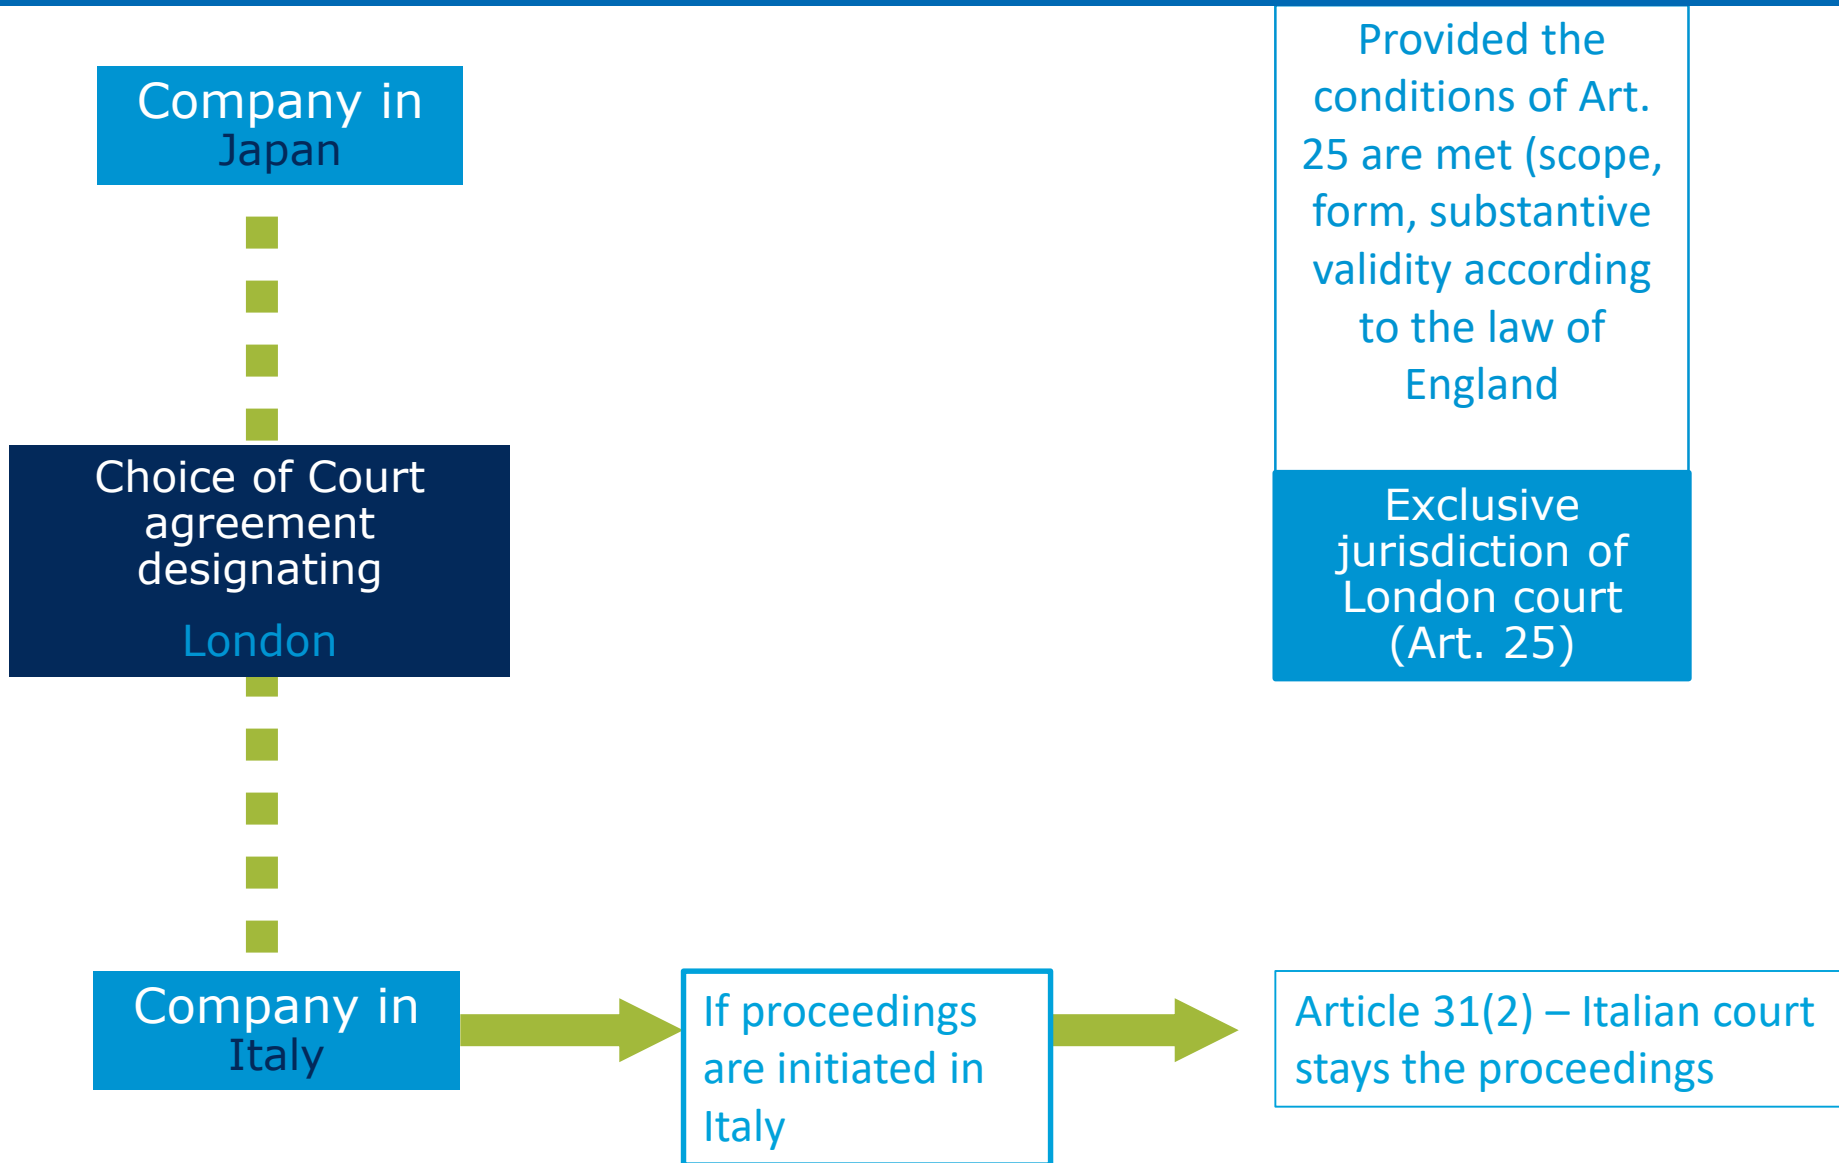 Company in
Japan
Choice of Court
agreement
designating
London
Company in
Italy
If proceedings
are initiated in
Italy
Provided the
conditions of Art.
25 are met (scope,
form, substantive
validity according
to the law of
England
Exclusive
jurisdiction of
London court
(Art. 25)
Article 31(2) – Italian court
stays the proceedings